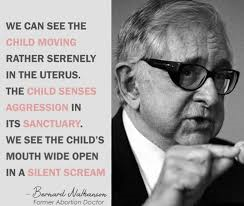 WE CAN SEE THE
CHILD MOVING
RATHER SERENELY
IN THE UTERUS.
THE CHILD SENSES
AGGRESSION IN
ITS SANCTUARY.
WE SEE THE CHILD'S
MOUTH WIDE OPEN
IN A SILENT SCREAM
- Bernard Nathanson
Former Abortion Doctor